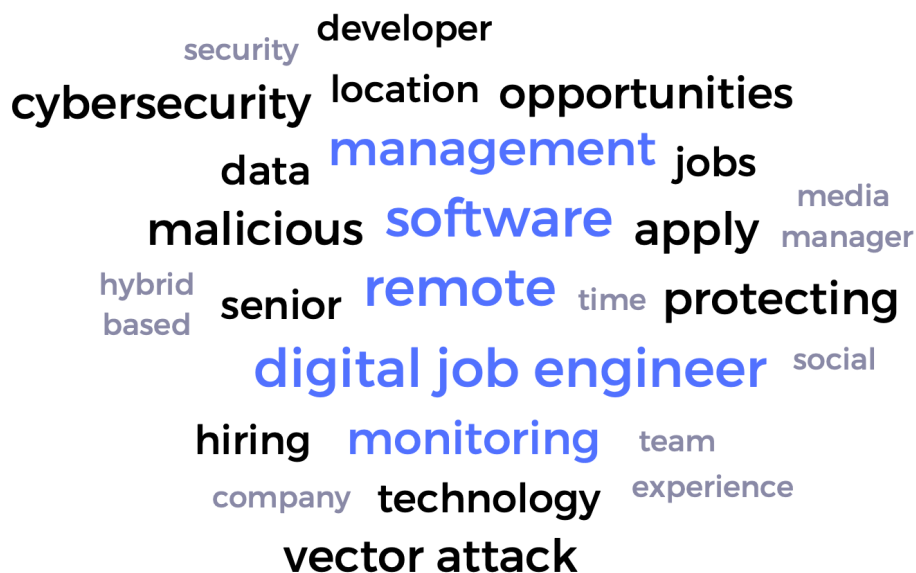 developer
security
cybersecurity location opportunities
data management jobs
media
malicious software apply manager
hybrid
senior remote time protecting
based
digital job engineer social
hiring monitoring team
company technology experience
vector attack